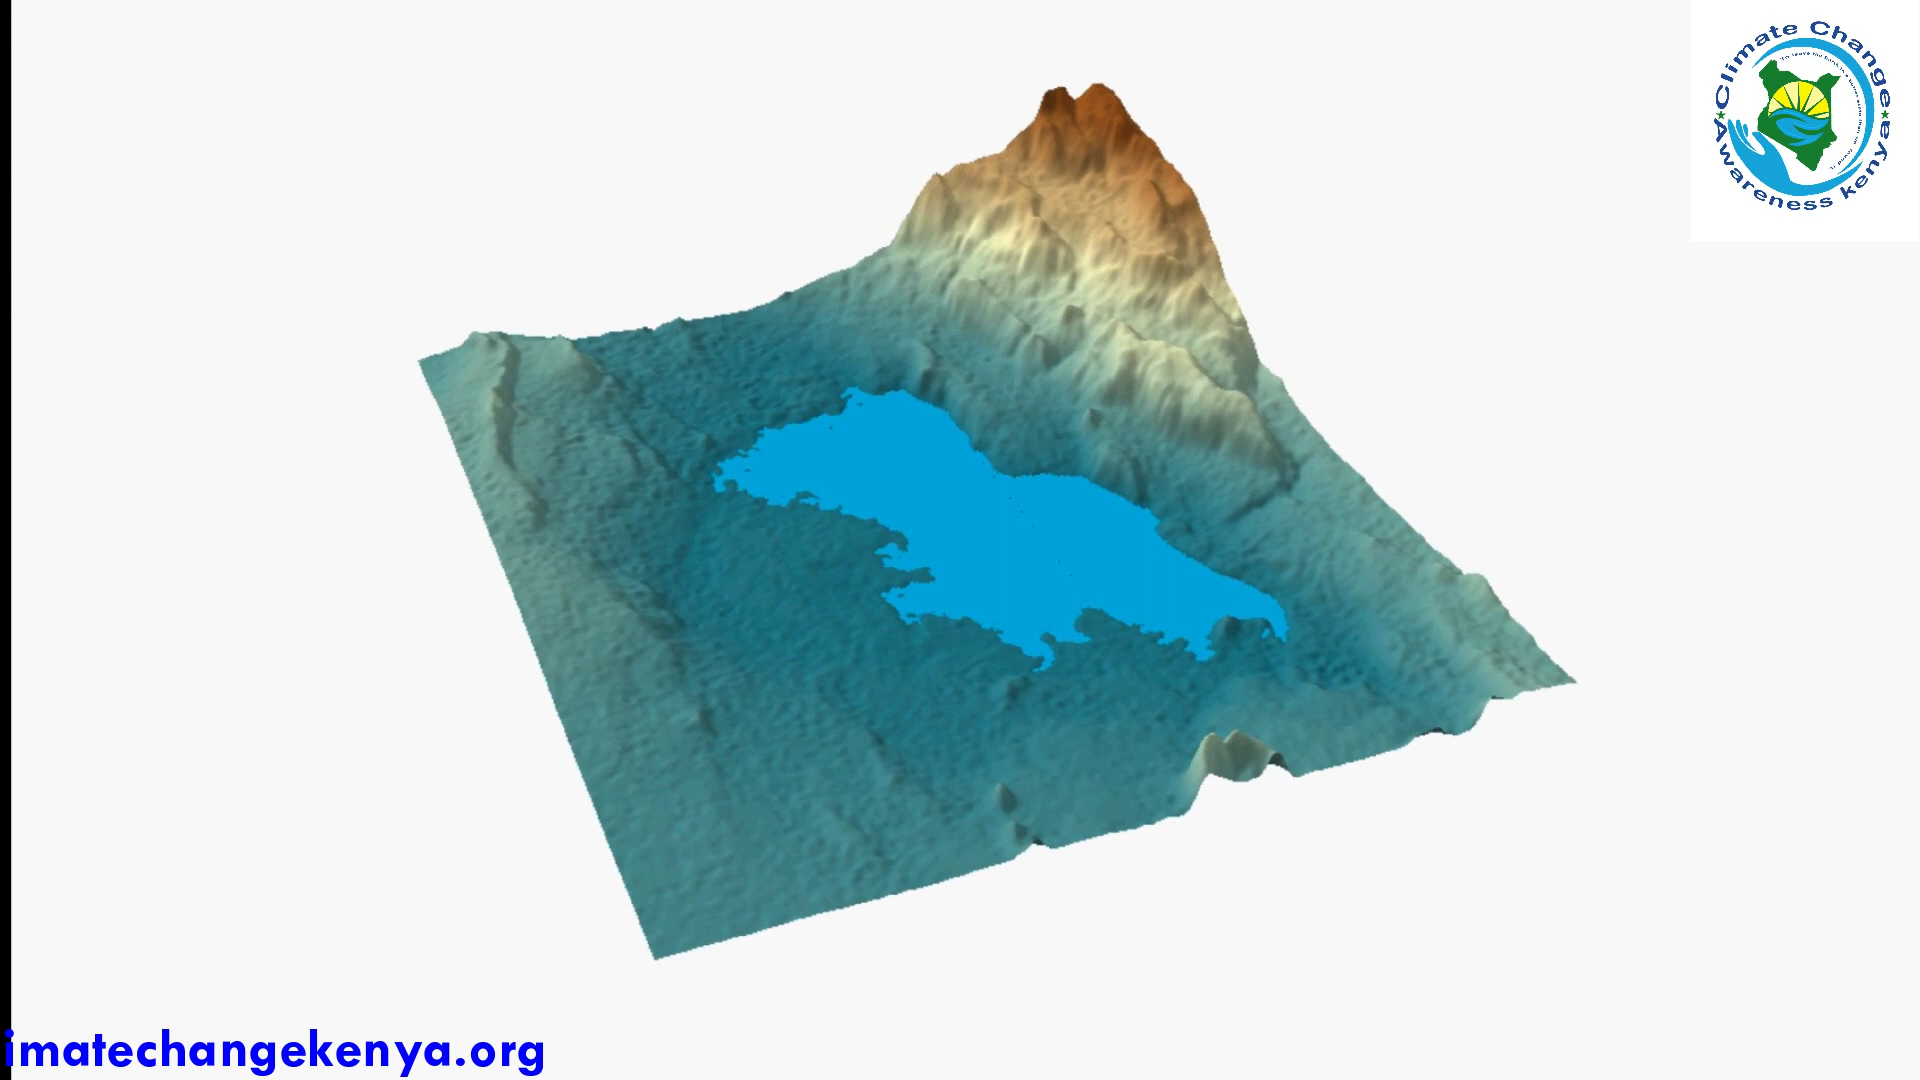 Climate Change
Awareness kenya
imatechangekenya.org